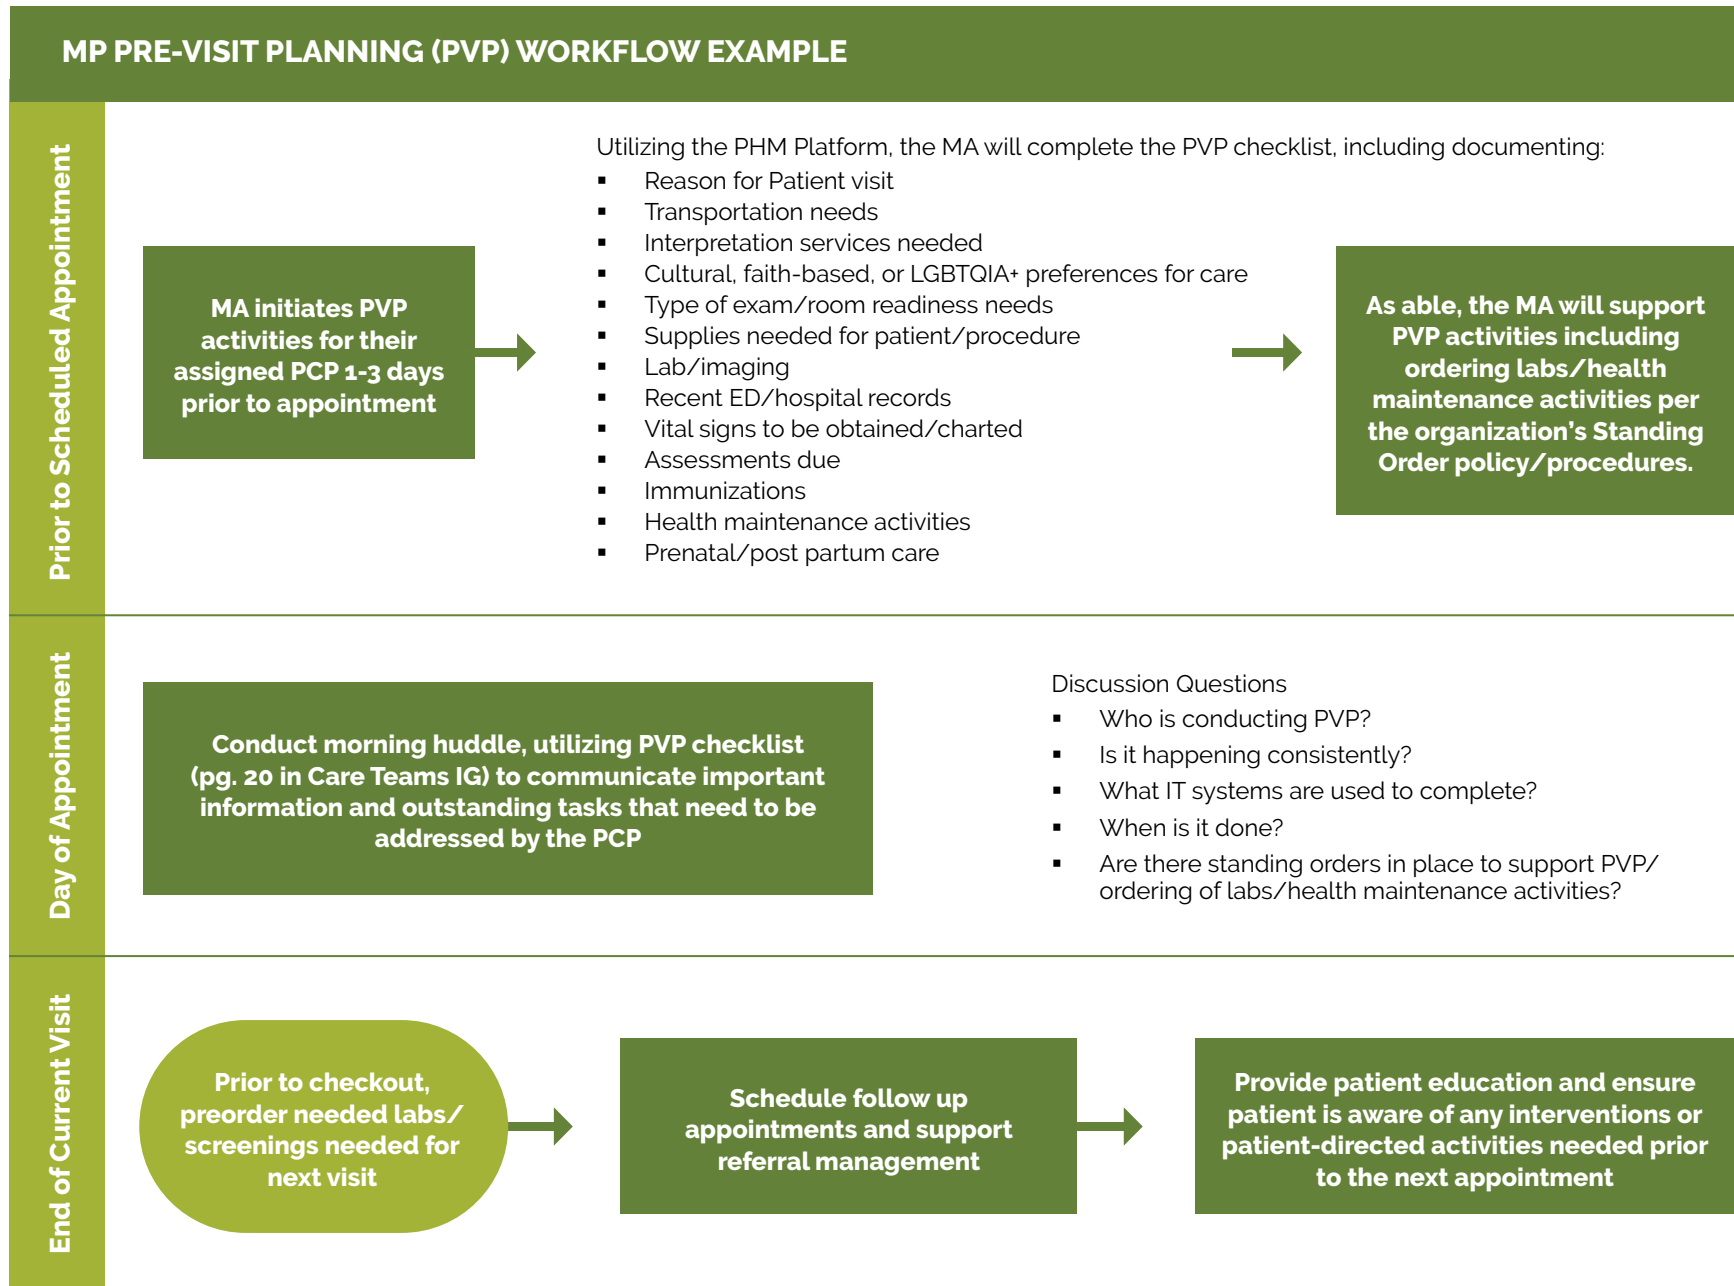 MP PRE-VISIT PLANNING (PVP) WORKFLOW EXAMPLE
Prior to Scheduled Appointment
MA initiates PVP
activities for their
assigned PCP 1-3 days
prior to appointment
Utilizing the PHM Platform, the MA will complete the PVP checklist, including documenting:
▪ Reason for Patient visit
▪ Transportation needs
▪ Interpretation services needed
▪ Cultural, faith-based, or LGBTQIA+ preferences for care
▪ Type of exam/room readiness needs
▪ Supplies needed for patient/procedure
▪ Lab/imaging
▪ Recent ED/hospital records
▪ Vital signs to be obtained/charted
▪ Assessments due
▪ Immunizations
▪ Health maintenance activities
▪ Prenatal/post partum care
As able, the MA will support
PVP activities including
ordering labs/health
maintenance activities per
the organization's Standing
Order policy/procedures.
Day of Appointment
Conduct morning huddle, utilizing PVP checklist
(pg. 20 in Care Teams IG) to communicate important
information and outstanding tasks that need to be
addressed by the PCP
Discussion Questions
▪ Who is conducting PVP?
▪ Is it happening consistently?
▪ What IT systems are used to complete?
▪ When is it done?
▪ Are there standing orders in place to support PVP/
ordering of labs/health maintenance activities?
End of Current Visit
Prior to checkout,
preorder needed labs/
screenings needed for
next visit
Schedule follow up
appointments and support
referral management
Provide patient education and ensure
patient is aware of any interventions or
patient-directed activities needed prior
to the next appointment